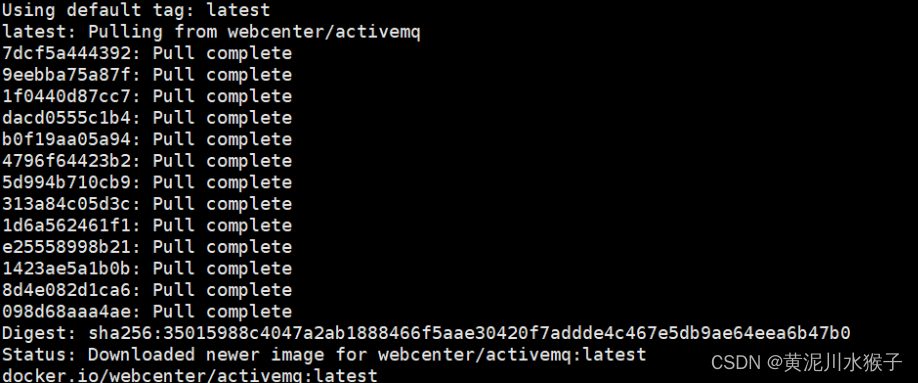 Using default tag: latest
latest: Pulling from webcenter/activemq
7dcf5a444392: Pull complete
9eebba75a87f: Pull complete
1f0440d87cc7: Pull complete
dacd0555c1b4: Pull complete
b0f19aa05a94: Pull complete
4796f64423b2: Pull complete
5d994b710cb9: Pull complete
313a84c05d3c: Pull complete
1d6a562461f1: Pull complete
e25558998b21: Pull complete
1423ae5a1b0b: Pull complete
8d4e082d1ca6: Pull complete
098d68aaa4ae: Pull complete
Digest: sha256:35015988c4047a2ab1888466f5aae30420f7addde4c467e5db9ae64eea6b47b0
Status: Downloaded newer image for webcenter/activemq:latest
docker.io/webcenter/activemq:latest
CSDN @黄泥川水猴子